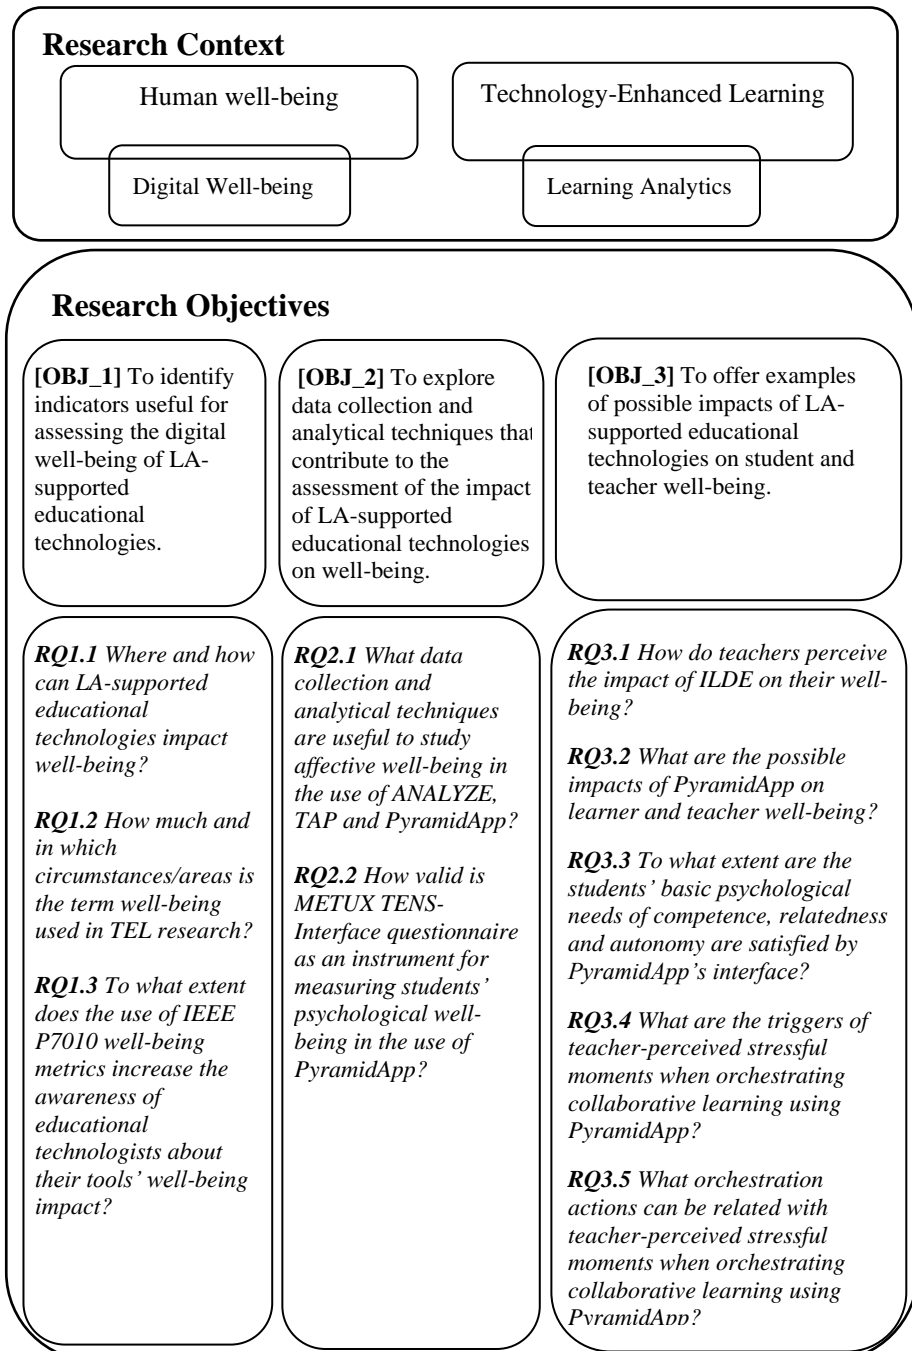 Research Context
Human well-being
Technology-Enhanced Learning
Digital Well-being
Learning Analytics
Research Objectives
[OBJ_1] To identify
indicators useful for
assessing the digital
well-being of LA-
supported
educational
technologies.
[OBJ_2] To explore
data collection and
analytical techniques that
contribute to the
assessment of the impact
of LA-supported
educational technologies
on well-being.
[OBJ_3] To offer examples
of possible impacts of LA-
supported educational
technologies on student and
teacher well-being.
RQ1.1 Where and how
can LA-supported
educational
technologies impact
well-being?
RQ1.2 How much and
in which
circumstances/areas is
the term well-being
used in TEL research?
RQ1.3 To what extent
does the use of IEEE
P7010 well-being
metrics increase the
awareness of
educational
technologists about
their tools’ well-being
impact?
RQ2.1 What data
collection and
analytical techniques
are useful to study
affective well-being in
the use of ANALYZE,
TAP and PyramidApp?
RQ2.2 How valid is
METUX TENS-
Interface questionnaire
as an instrument for
measuring students’
psychological well-
being in the use of
PyramidApp?
RQ3.1 How do teachers perceive
the impact of ILDE on their well-
being?
RQ3.2 What are the possible
impacts of PyramidApp on
learner and teacher well-being?
RQ3.3 To what extent are the
students’ basic psychological
needs of competence, relatedness
and autonomy are satisfied by
PyramidApp’s interface?
RQ3.4 What are the triggers of
teacher-perceived stressful
moments when orchestrating
collaborative learning using
PyramidApp?
RQ3.5 What orchestration
actions can be related with
teacher-perceived stressful
moments when orchestrating
collaborative learning using
PyramidApp?